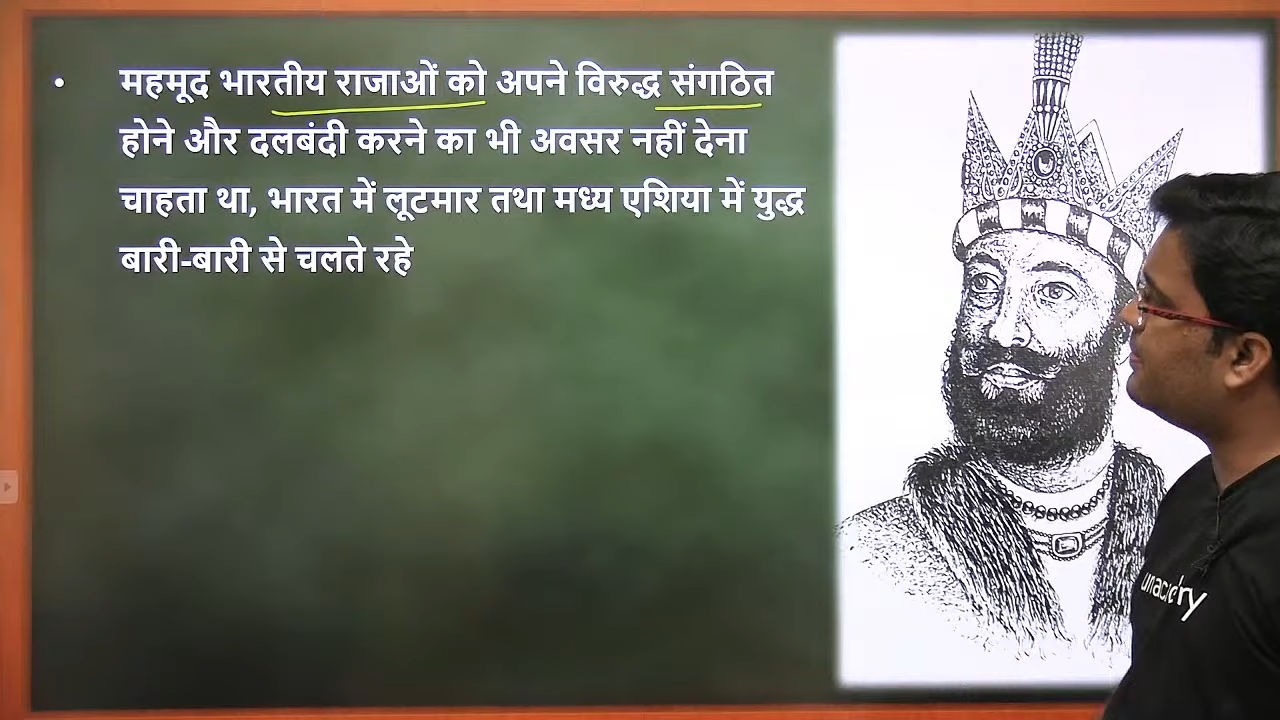 • महमूद भारतीय राजाओं को अपने विरुद्ध संगठित
होने और दलबंदी करने का भी अवसर नहीं देना
चाहता था, भारत में लूटमार तथा मध्य एशिया में युद्ध
बारी-बारी से चलते रहे